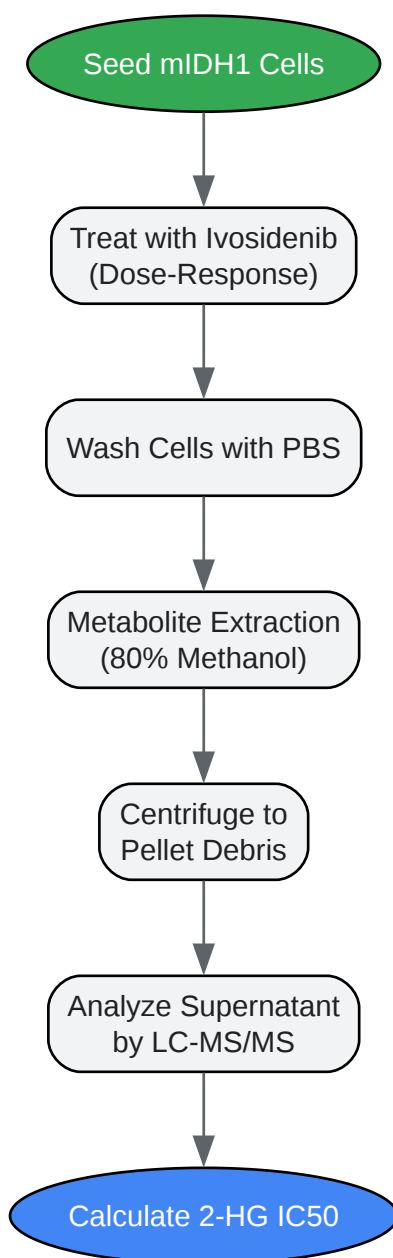 Seed mIDH1 Cells
Treat with Ivosidenib
(Dose-Response)
Wash Cells with PBS
Metabolite Extraction
(80% Methanol)
Centrifuge to
Pellet Debris
Analyze Supernatant
by LC-MS/MS
Calculate 2-HG IC50